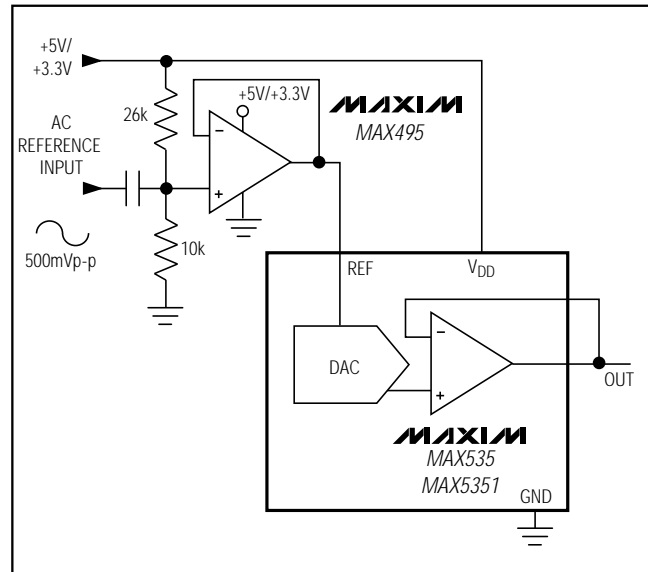 +5V/
+3.3V
AC
REFERENCE
INPUT
500mVp-p
26k
10k
+5V/+3.3V
−
+
MAXIM
MAX495
REF
VDD
DAC
−
+
OUT
MAXIM
MAX535
MAX5351
GND